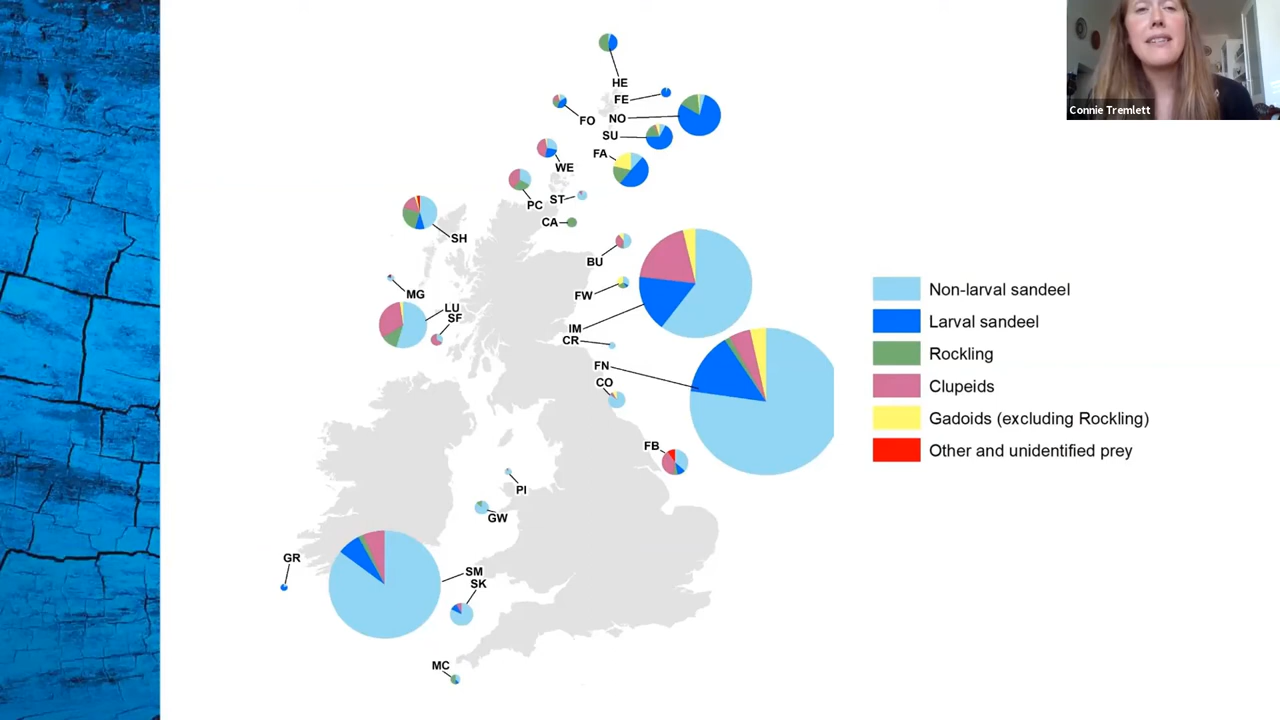 Connie Tremlett
HE
FE
FO
NO
SU
FA
WE
ST
PC
CA
SH
BU
MG
FW
LU
SF
IM
CR
FN
CO
FB
PI
GW
GR
SM
SK
MC
Non-larval sandeel
Larval sandeel
Rockling
Clupeids
Gadoids (excluding Rockling)
Other and unidentified prey